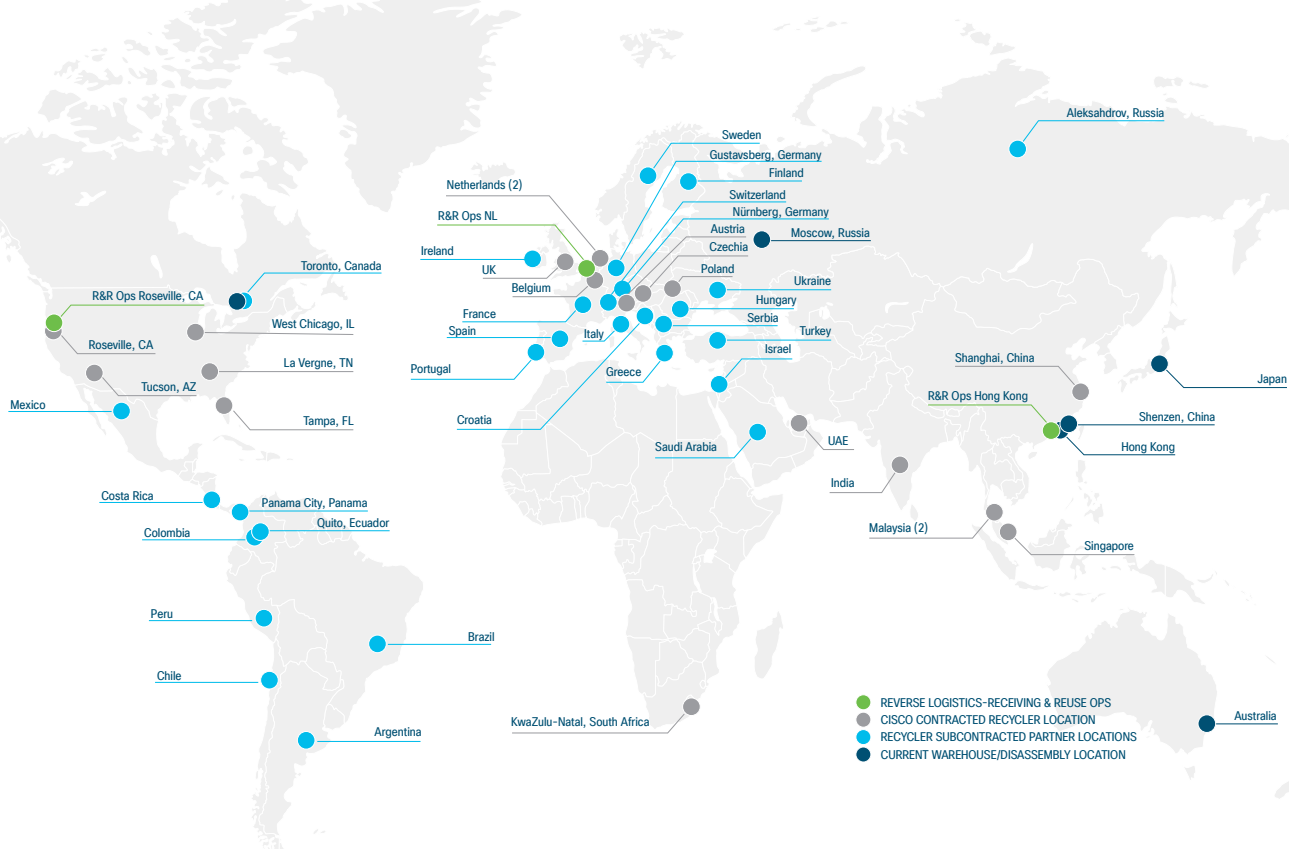 Aleksahdrov, Russia
Sweden
Gustavsberg, Germany
Finland
Netherlands (2)
Switzerland
R&R Ops NL
Nürnberg, Germany
Austria
Moscow, Russia
Czechia
Ireland
UK
Poland
Toronto, Canada
Belgium
Ukraine
R&R Ops Roseville, CA
Hungary
France
Serbia
West Chicago, IL
Spain
Italy
Turkey
Roseville, CA
Israel
La Vergne, TN
Shanghai, China
Portugal
Greece
Japan
Tucson, AZ
R&R Ops Hong Kong
Mexico
Tampa, FL
Croatia
Shenzen, China
Saudi Arabia
UAE
Hong Kong
India
Costa Rica
Panama City, Panama
Quito, Ecuador
Colombia
Malaysia (2)
Singapore
Peru
Brazil
Chile
REVERSE LOGISTICS-RECEIVING & REUSE OPS
KwaZulu-Natal, South Africa
CISCO CONTRACTED RECYCLER LOCATION
Australia
Argentina
RECYCLER SUBCONTRACTED PARTNER LOCATIONS
CURRENT WAREHOUSE/DISASSEMBLY LOCATION